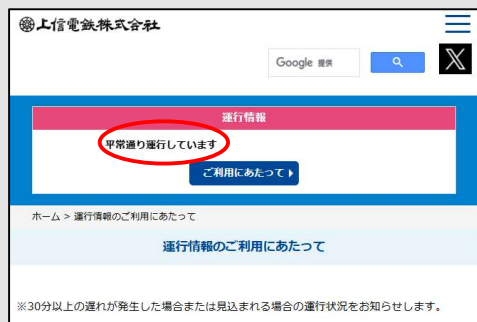 上信電鉄株式会社
Google 提供
運行情報
平常通り運行しています
ご利用にあたって
ホーム > 運行情報のご利用にあたって
運行情報のご利用にあたって
※30分以上の遅れが発生した場合または見込まれる場合の運行状況をお知らせします。